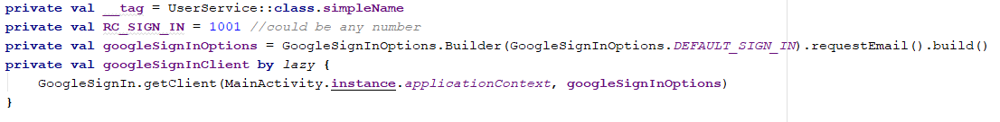 private val __tag = UserService::class.simpleName
private val RC_SIGN_IN = 1001 //could be any number
private val googleSignInOptions = GoogleSignInOptions.Builder(GoogleSignInOptions.DEFAULT_SIGN_IN).requestEmail().build()
private val googleSignInClient by lazy {
    GoogleSignIn.getClient(MainActivity.instance.applicationContext, googleSignInOptions)
}